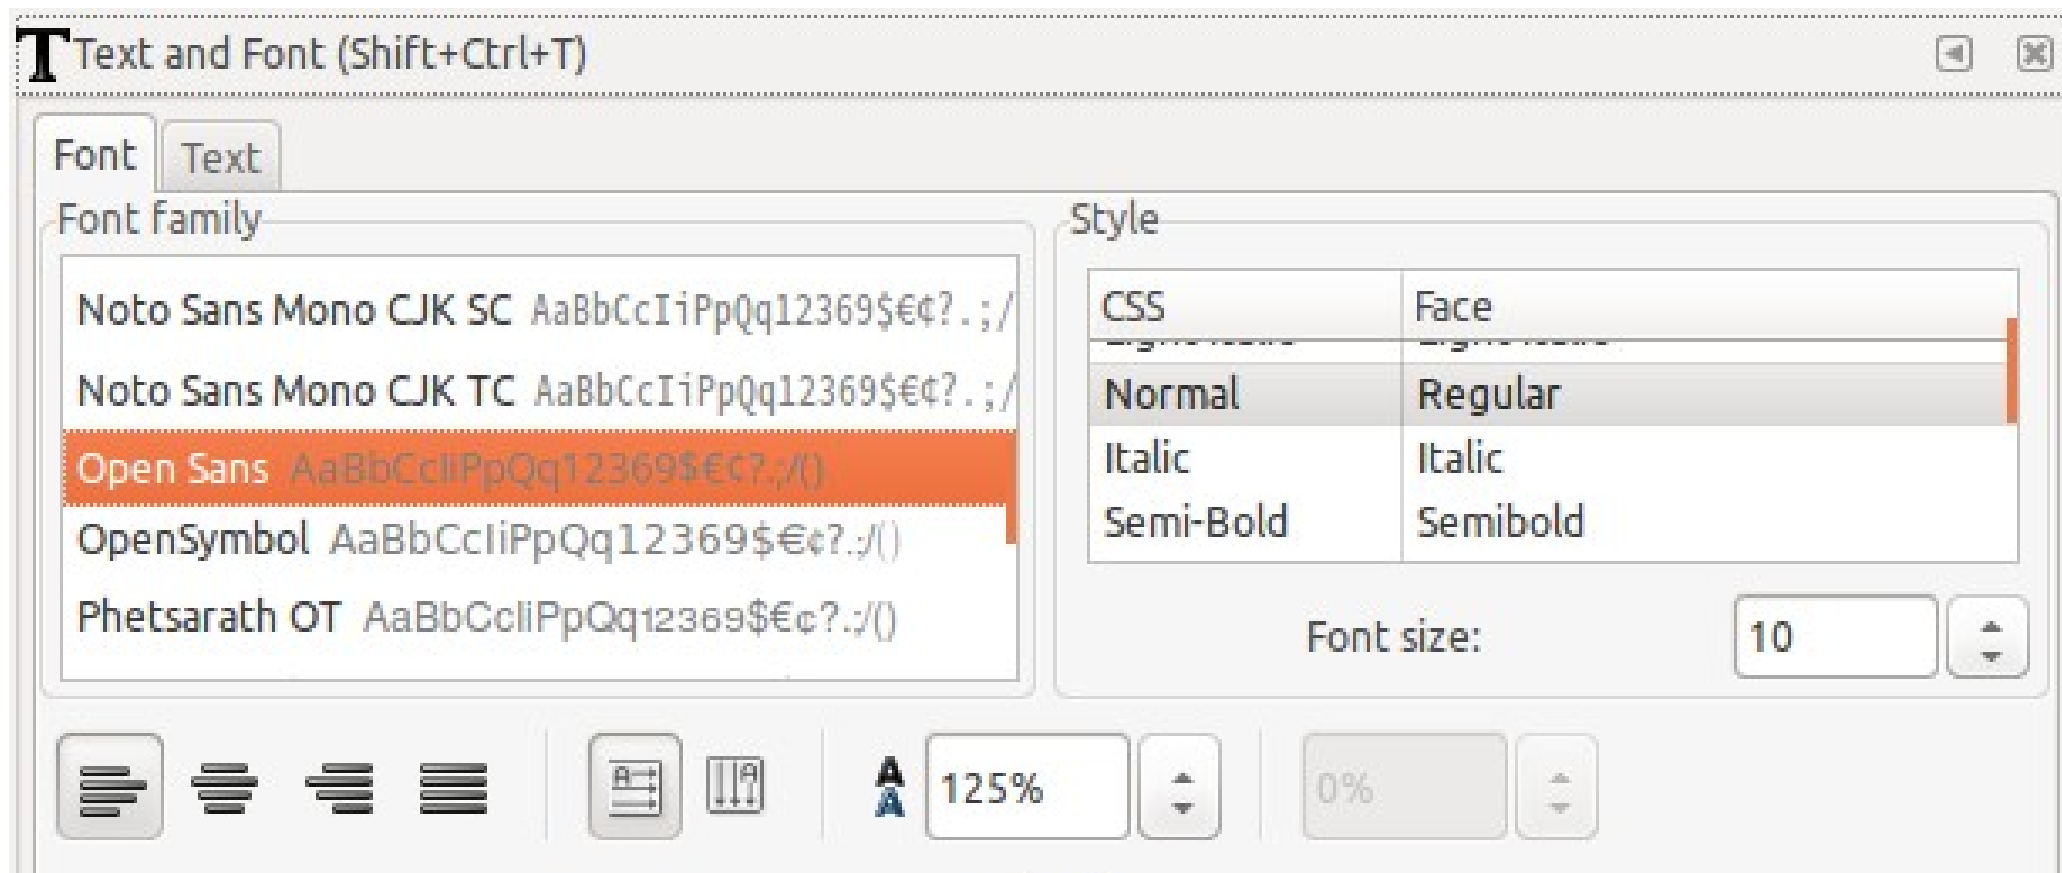 Text and Font (Shift+Ctrl+T)
Font Text
Font family
Noto Sans Mono CJK SC AaBbCcIiPpQq12369$€¢?.;/
Noto Sans Mono CJK TC AaBbCcIiPpQq12369$€¢?.;/
Open Sans AaBbCcIiPpQq12369$€¢?.;/()
OpenSymbol AaBbCcIiPpQq12369$€¢?.;/()
Phetsarath OT AaBbCcIiPpQq12369$€¢?.;/()
Style
CSS Face
Normal Regular
Italic Italic
Semi-Bold Semibold
Font size: 10
125% 0%